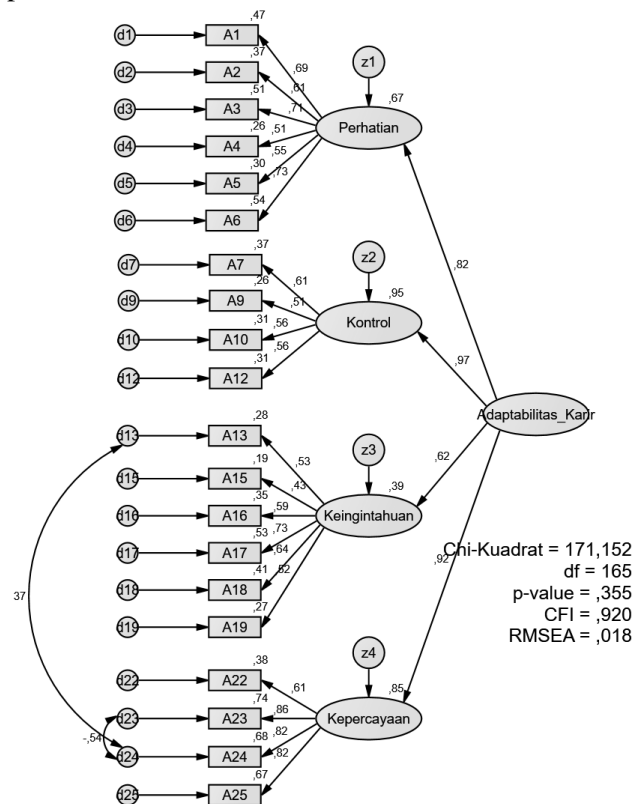 ,47
d1 A1
,37
d2 A2
,69
z1
,61
,51
d3 A3
,71
,67
Perhatian
,26
,51
d4 A4
,55
,30
d5 A5
,73
,54
d6 A6
,82
,37
d7 A7
,61
z2
,26
d9 A9
,51
,95
Kontrol
,31
,56
d10 A10
,56
,31
d12 A12
,97
Adaptabilitas_Karir
,28
d13 A13
,53
z3
,62
,19
d15 A15
,43
,39
,35
,59
d16 A16
Keingintahuan
,53
,73
d17 A17
,64
,41
,52
d18 A18
,27
d19 A19
37
,92
Chi-Kuadrat = 171,152
df = 165
p-value = ,355
CFI = ,920
RMSEA = ,018
,38
d22 A22
,61
z4
,74
d23 A23
,86
,85
Kepercayaan
-,54
,68
,82
d24 A24
,82
,67
d25 A25